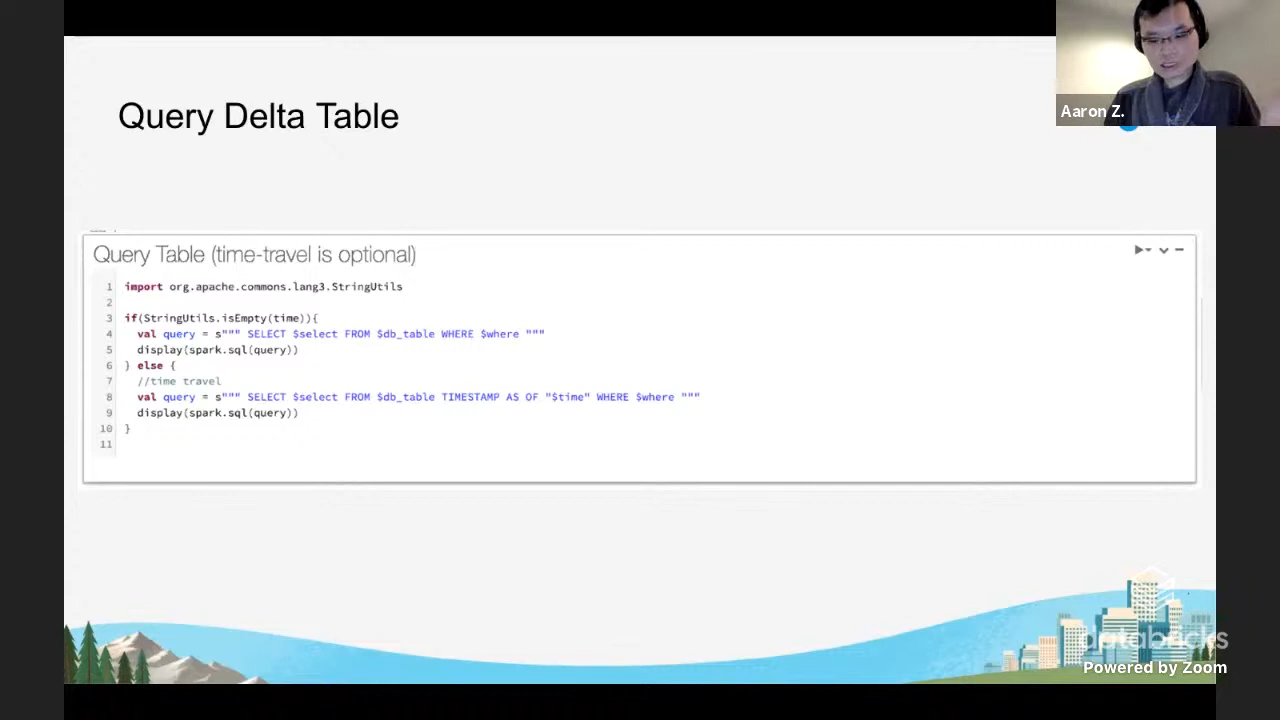 Aaron Z.
Query Delta Table
Query Table (time-travel is optional)
1 import org.apache.commons.lang3.StringUtils
2
3 if(StringUtils.isEmpty(time)){
4 val query = s""" SELECT $select FROM $db_table WHERE $where """
5 display(spark.sql(query))
6 } else {
7 //time travel
8 val query = s""" SELECT $select FROM $db_table TIMESTAMP AS OF "$time" WHERE $where """
9 display(spark.sql(query))
10 }
11
databricks
Powered by Zoom